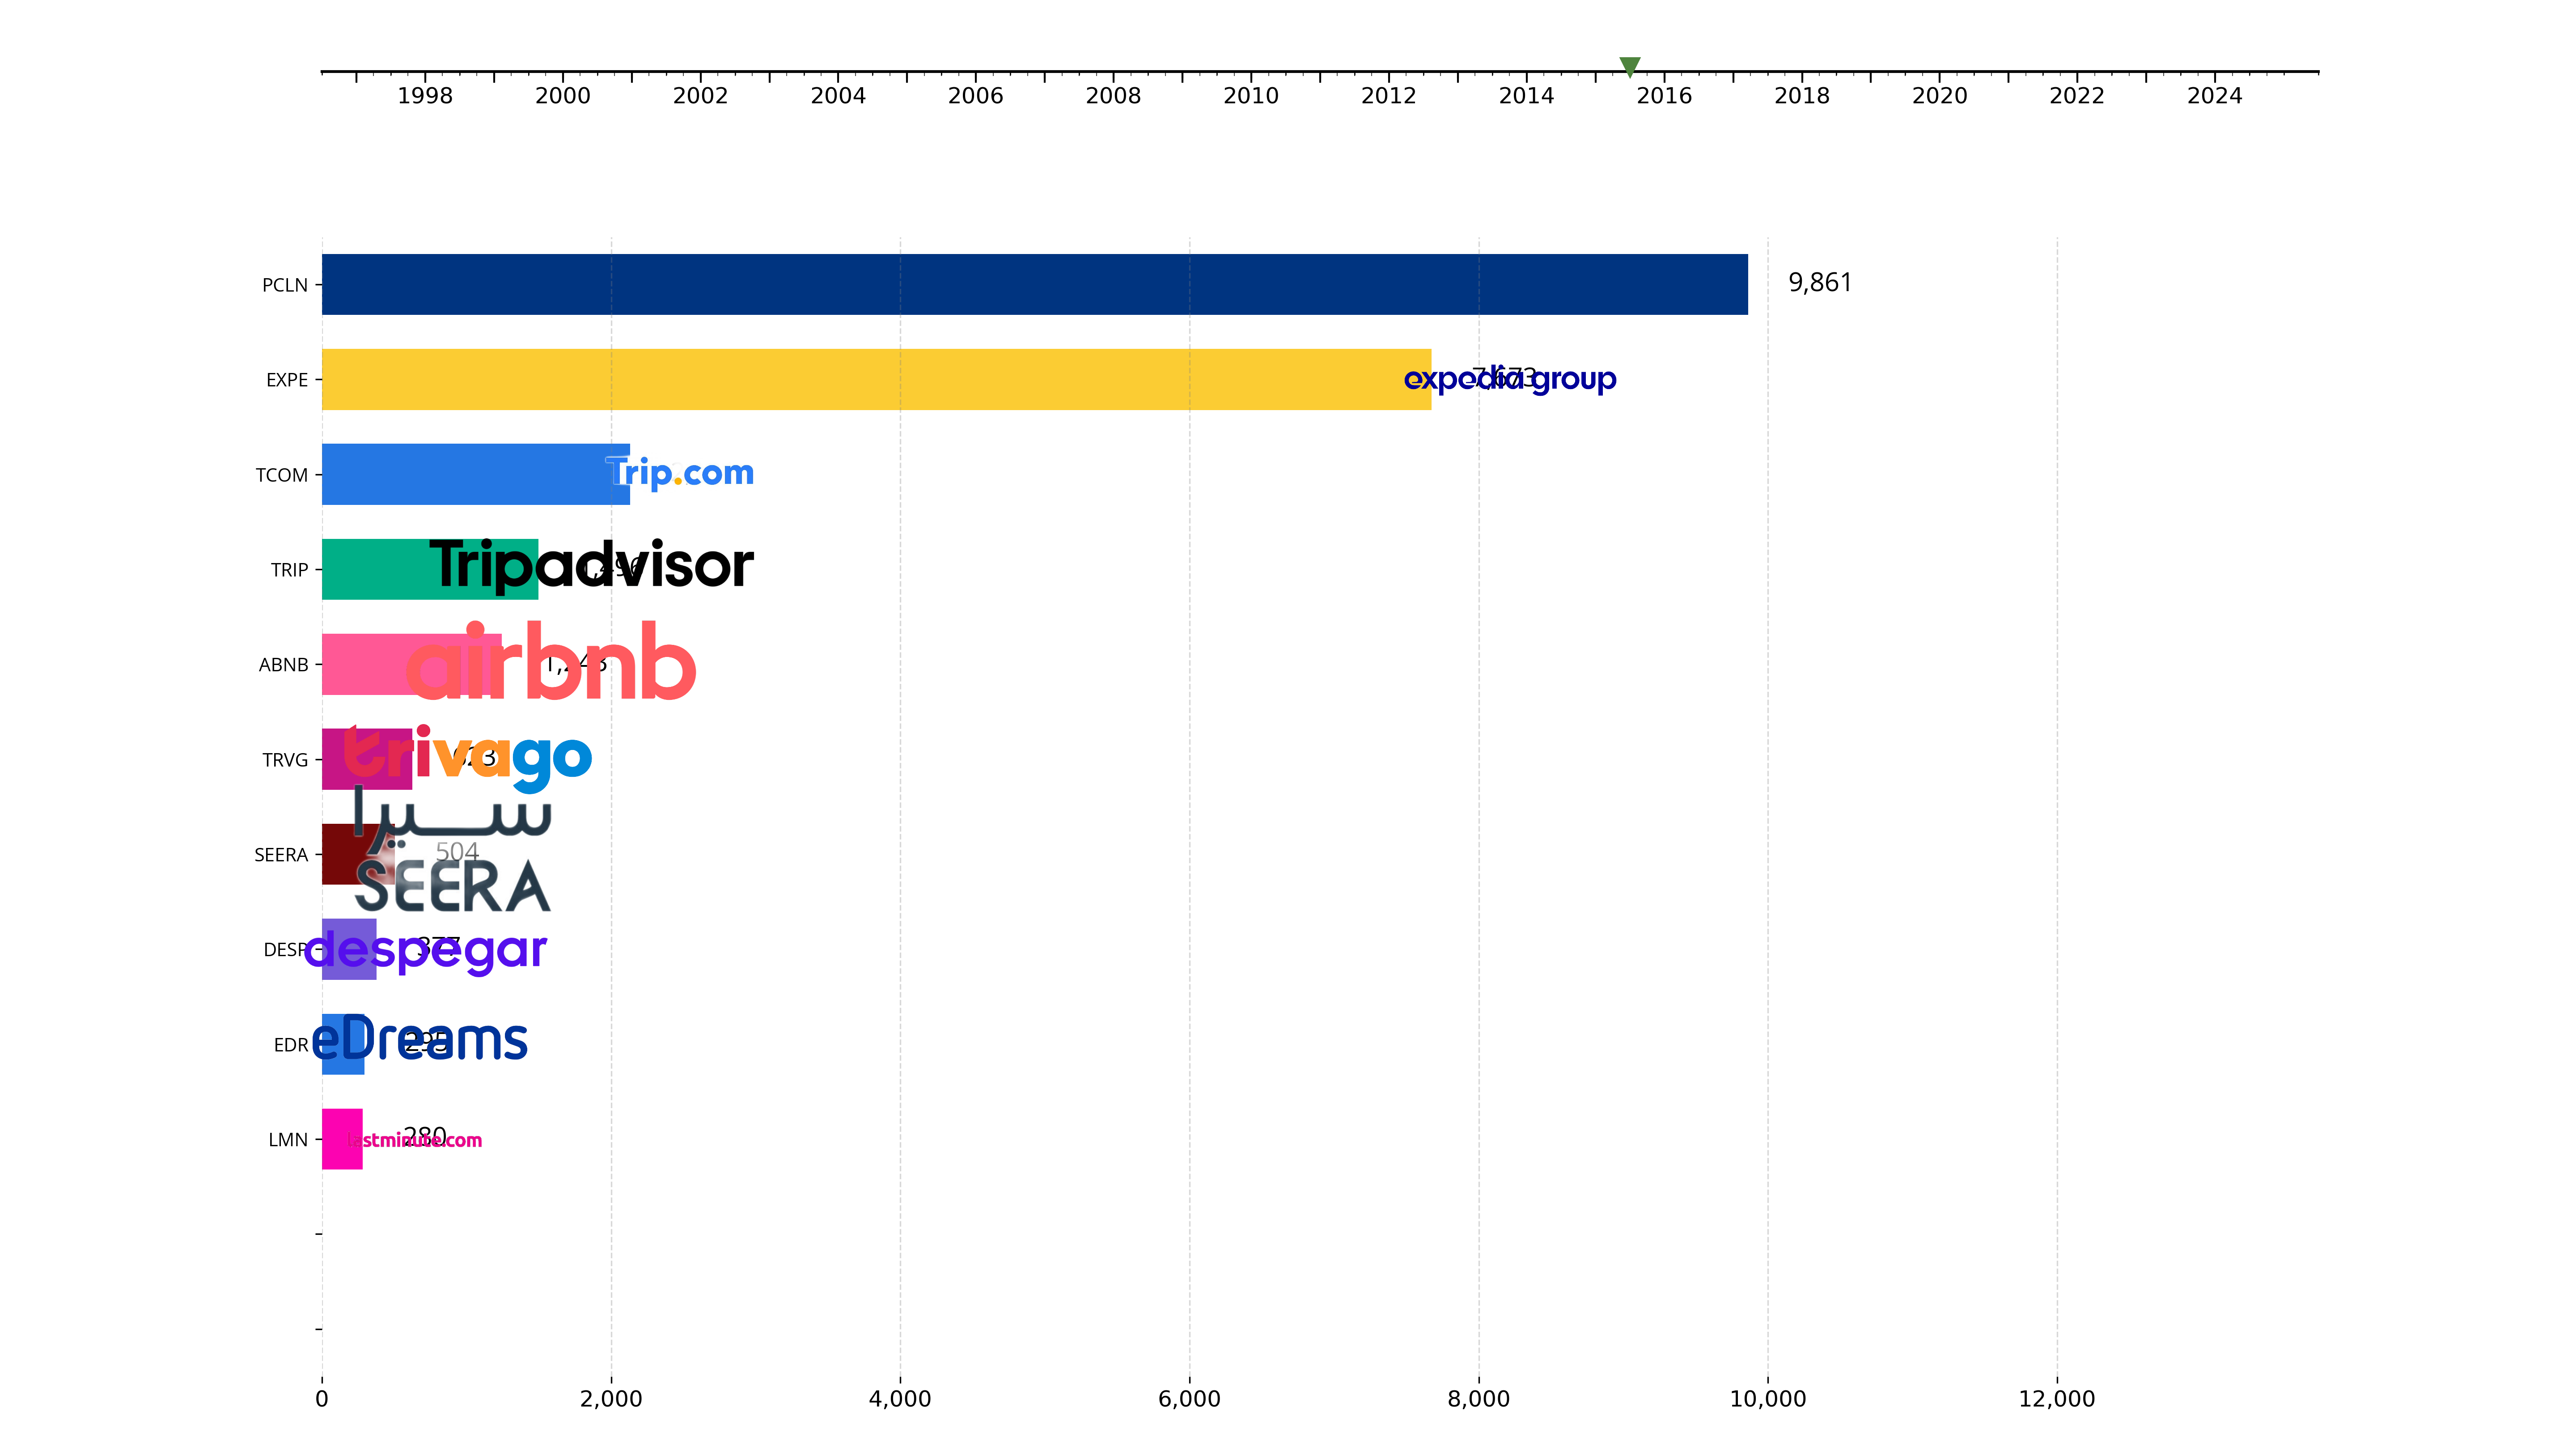 1998 2000 2002 2004 2006 2008 2010 2012 2014 2016 2018 2020 2022 2024
PCLN 9,861
EXPE 7,673 expedia group
TCOM Trip.com
TRIP 1,496 Tripadvisor
ABNB 1,243 airbnb
TRVG 623 trivago
سيرا
SEERA 504
SEERA
DESP 377 despegar
EDR 295 eDreams
LMN 280 lastminute.com
0 2,000 4,000 6,000 8,000 10,000 12,000